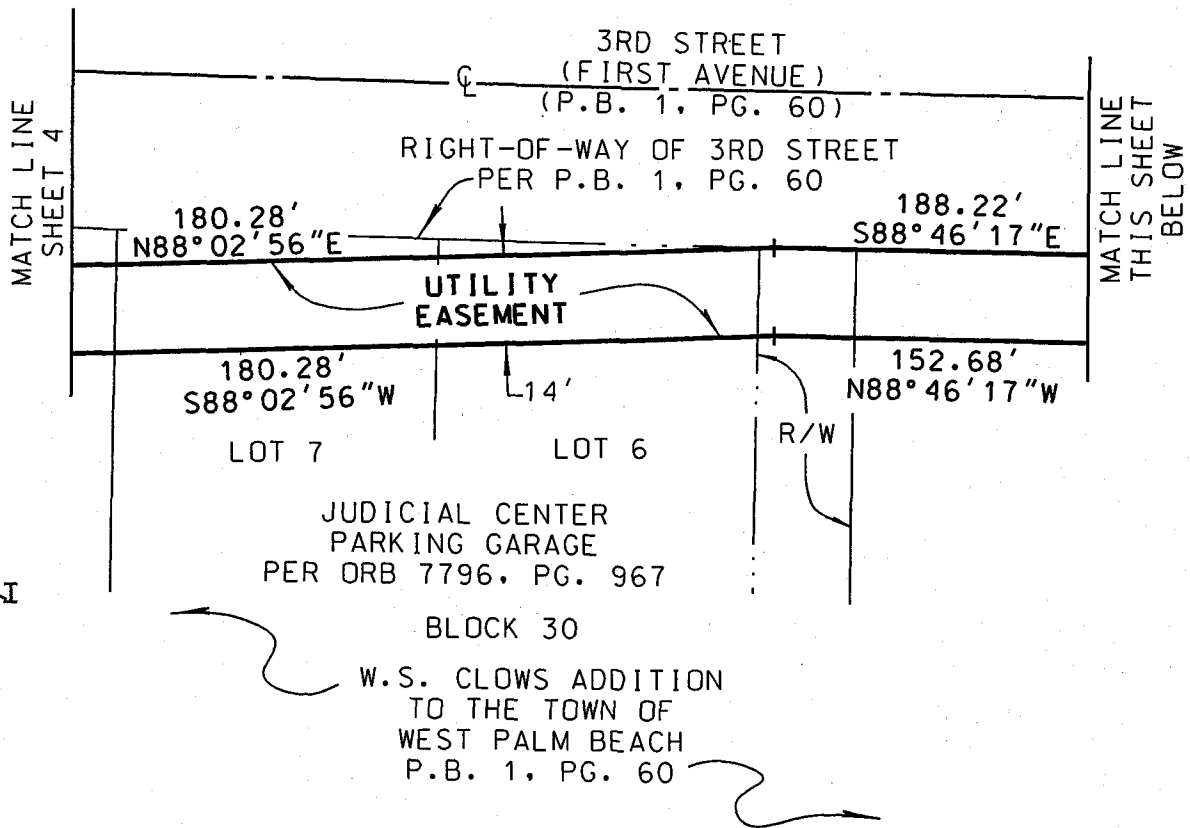 3RD STREET
(FIRST AVENUE)
(P.B. 1, PG. 60)
℄
MATCH LINE
SHEET 4
MATCH LINE
THIS SHEET
BELOW
RIGHT-OF-WAY OF 3RD STREET
PER P.B. 1, PG. 60
180.28'
N88°02'56"E
188.22'
S88°46'17"E
UTILITY
EASEMENT
180.28'
S88°02'56"W
14'
152.68'
N88°46'17"W
R/W
LOT 7
LOT 6
JUDICIAL CENTER
PARKING GARAGE
PER ORB 7796, PG. 967
BLOCK 30
W.S. CLOWS ADDITION
TO THE TOWN OF
WEST PALM BEACH
P.B. 1, PG. 60